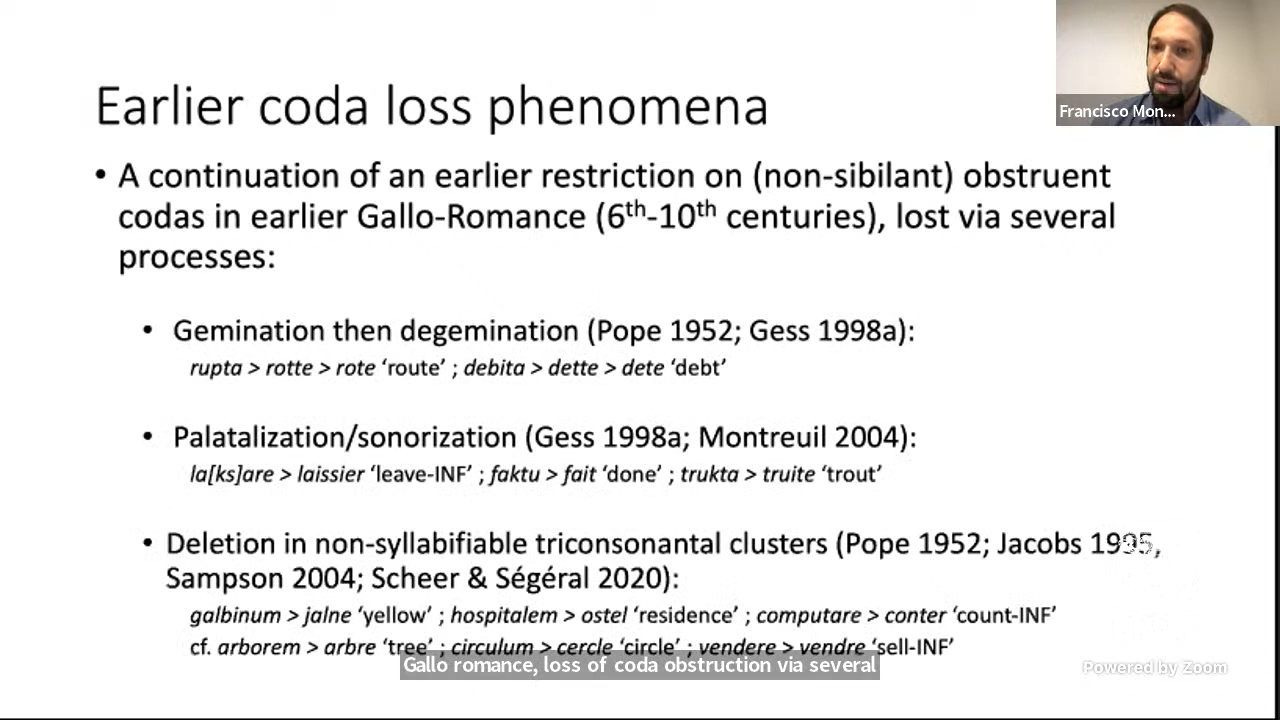 Earlier coda loss phenomena
Francisco Mon...
• A continuation of an earlier restriction on (non-sibilant) obstruent
codas in earlier Gallo-Romance (6th-10th centuries), lost via several
processes:
• Gemination then degemination (Pope 1952; Gess 1998a):
rupta > rotte > rote ‘route’ ; debita > dette > dete ‘debt’
• Palatalization/sonorization (Gess 1998a; Montreuil 2004):
la[ks]are > laissier ‘leave-INF’ ; faktu > fait ‘done’ ; trukta > truite ‘trout’
• Deletion in non-syllabifiable triconsonantal clusters (Pope 1952; Jacobs 1995,
Sampson 2004; Scheer & Ségéral 2020):
galbinum > jalne ‘yellow’ ; hospitalem > ostel ‘residence’ ; computare > conter ‘count-INF’
cf. arborem > arbre ‘tree’ ; circulum > cercle ‘circle’ ; vendere > vendre ‘sell-INF’
Gallo romance, loss of coda obstruction via several
Powered by Zoom